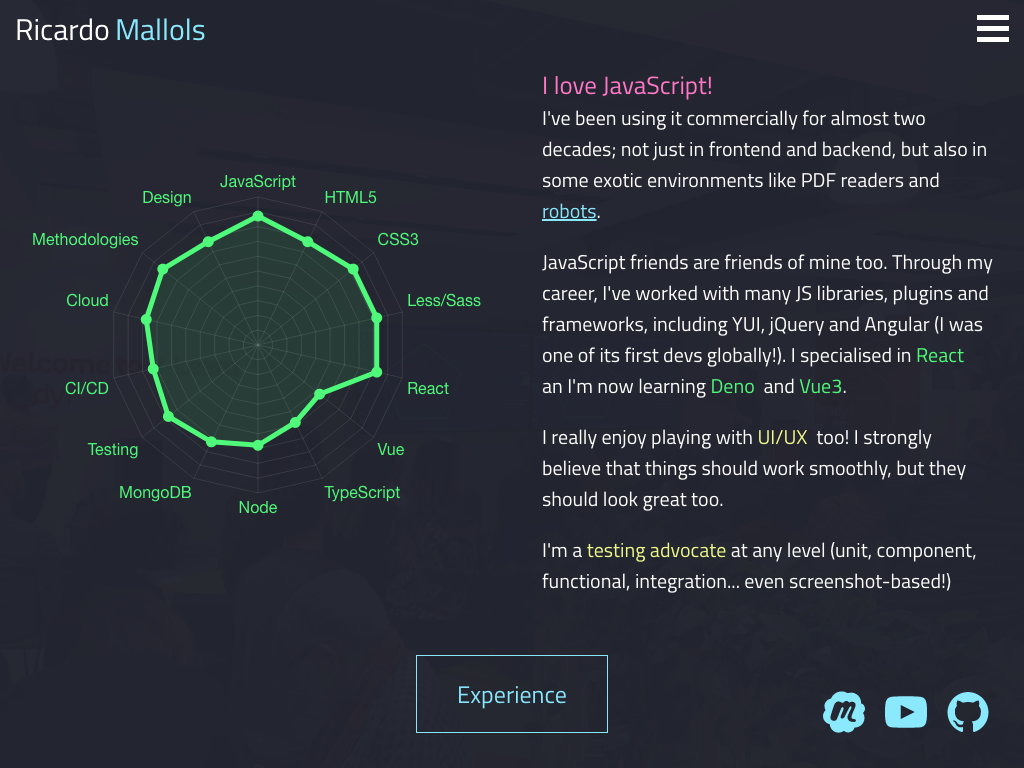 Ricardo Mallols
I love JavaScript!
I've been using it commercially for almost two
decades; not just in frontend and backend, but also in
some exotic environments like PDF readers and
robots.
JavaScript friends are friends of mine too. Through my
career, I've worked with many JS libraries, plugins and
frameworks, including YUI, jQuery and Angular (I was
one of its first devs globally!). I specialised in React
an I'm now learning Deno and Vue3.
I really enjoy playing with UI/UX too! I strongly
believe that things should work smoothly, but they
should look great too.
I'm a testing advocate at any level (unit, component,
functional, integration... even screenshot-based!)
JavaScript
HTML5
CSS3
Less/Sass
React
Vue
TypeScript
Node
MongoDB
Testing
CI/CD
Cloud
Methodologies
Design
Experience